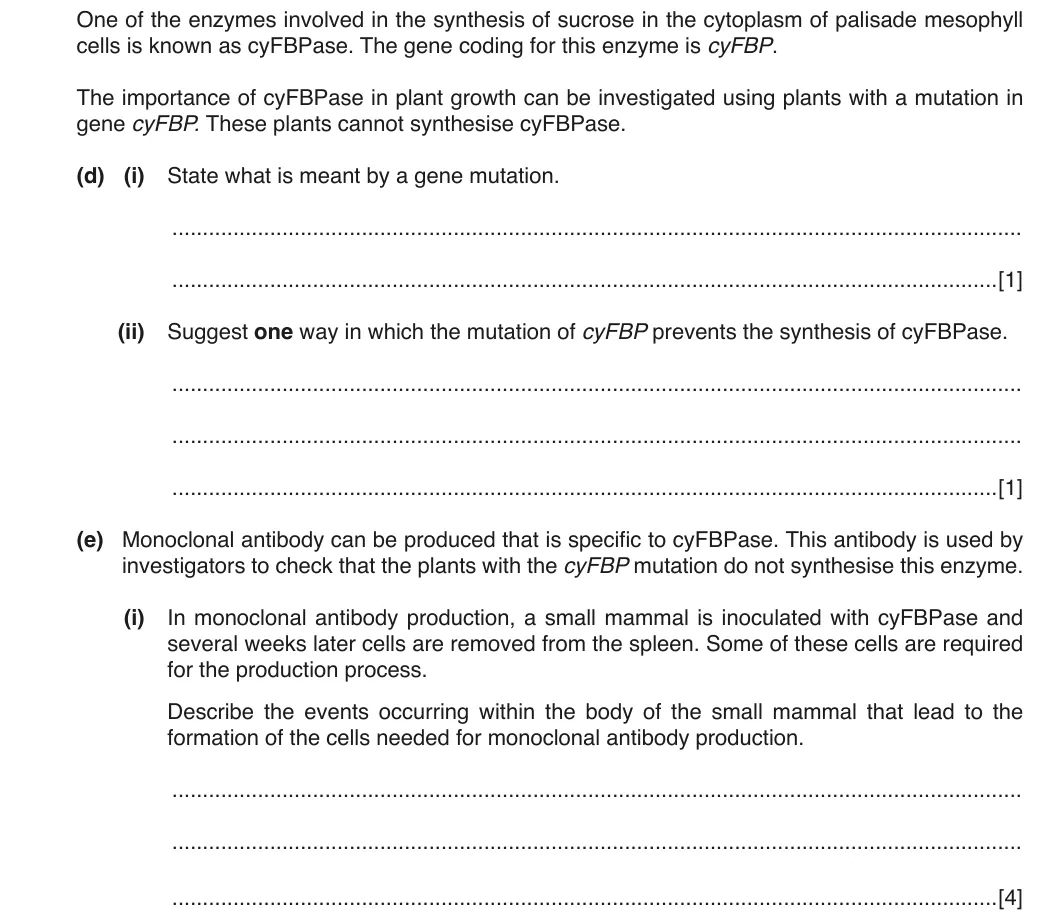 One of the enzymes involved in the synthesis of sucrose in the cytoplasm of palisade mesophyll
cells is known as cyFBPase. The gene coding for this enzyme is cyFBP.
The importance of cyFBPase in plant growth can be investigated using plants with a mutation in
gene cyFBP. These plants cannot synthesise cyFBPase.
(d) (i) State what is meant by a gene mutation.
..........................................................................................................................................
......................................................................................................................................[1]
(ii) Suggest one way in which the mutation of cyFBP prevents the synthesis of cyFBPase.
..........................................................................................................................................
..........................................................................................................................................
......................................................................................................................................[1]
(e) Monoclonal antibody can be produced that is specific to cyFBPase. This antibody is used by
investigators to check that the plants with the cyFBP mutation do not synthesise this enzyme.
(i) In monoclonal antibody production, a small mammal is inoculated with cyFBPase and
several weeks later cells are removed from the spleen. Some of these cells are required
for the production process.
Describe the events occurring within the body of the small mammal that lead to the
formation of the cells needed for monoclonal antibody production.
..........................................................................................................................................
..........................................................................................................................................
......................................................................................................................................[4]